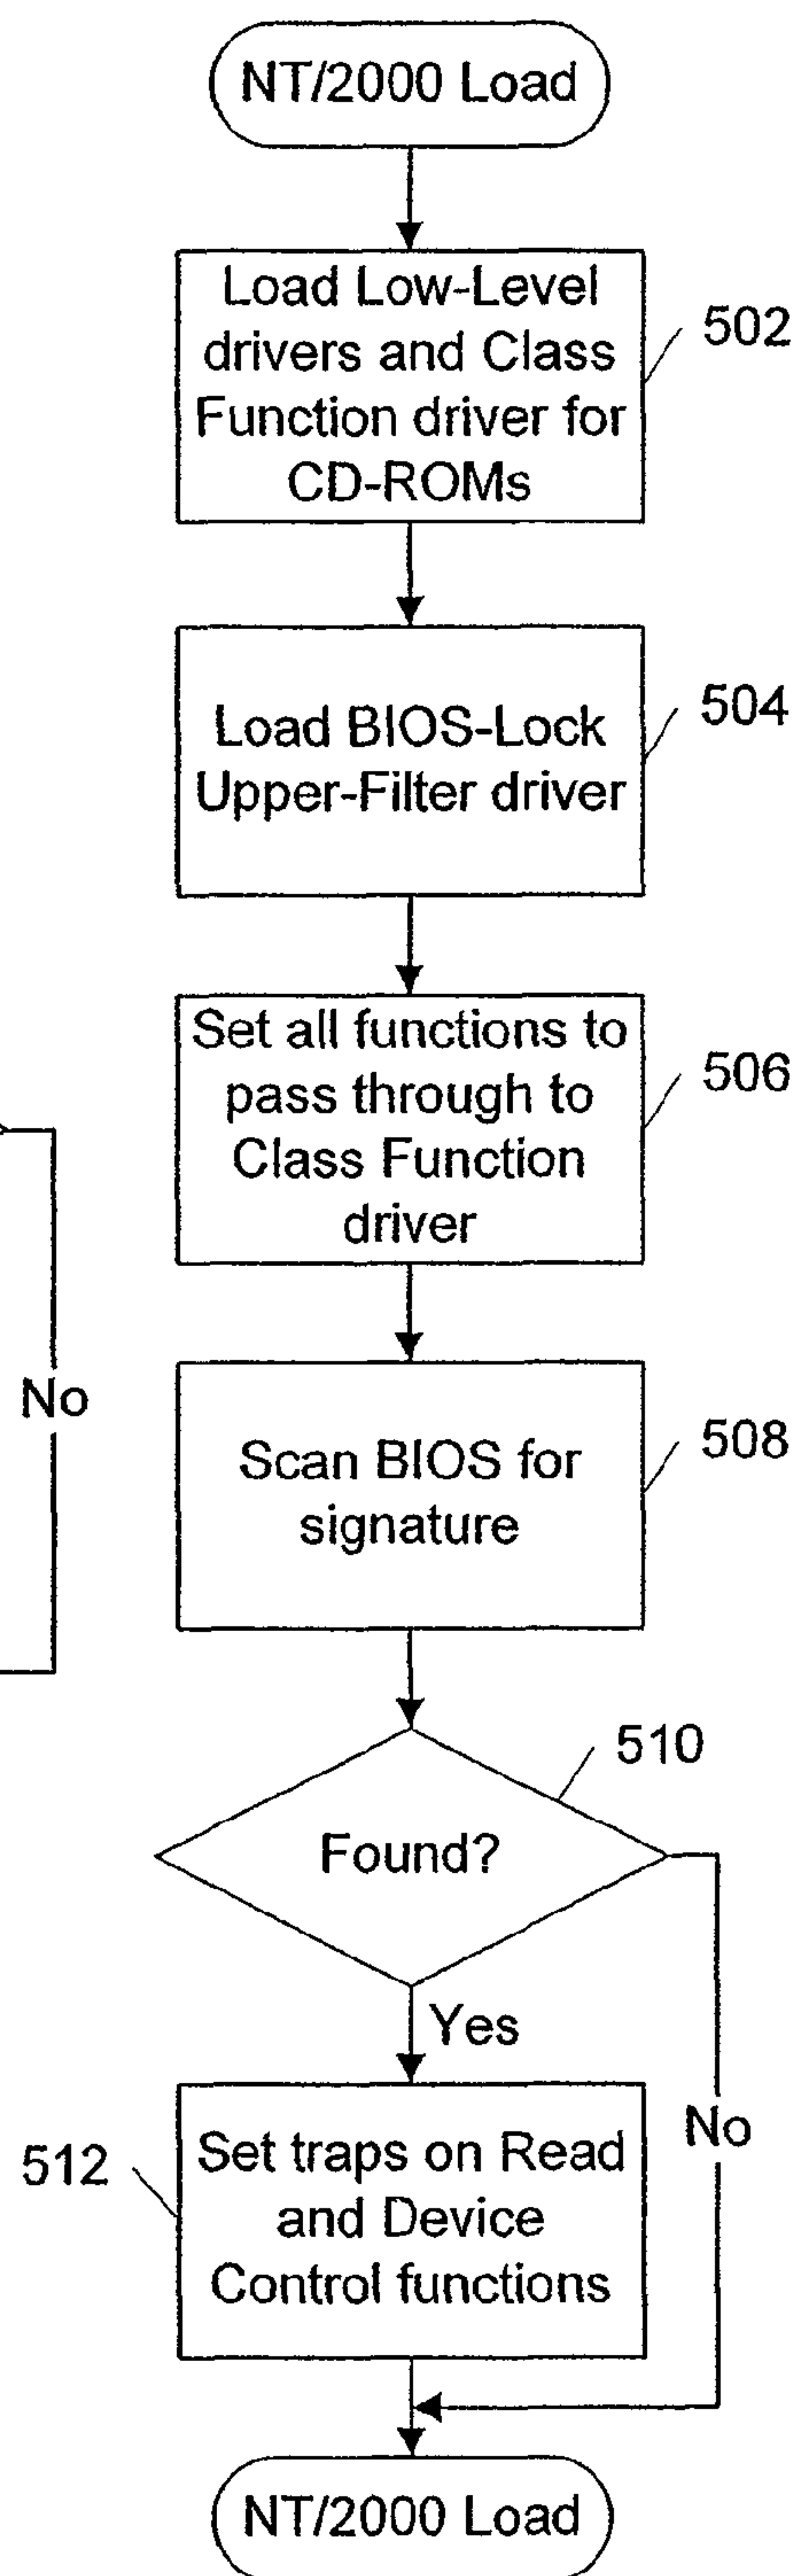 NT/2000 Load
Load Low-Level
drivers and Class
Function driver for
CD-ROMs
502
Load BIOS-Lock
Upper-Filter driver
504
Set all functions to
pass through to
Class Function
driver
506
No
Scan BIOS for
signature
508
510
Found?
Yes
No
512
Set traps on Read
and Device
Control functions
NT/2000 Load